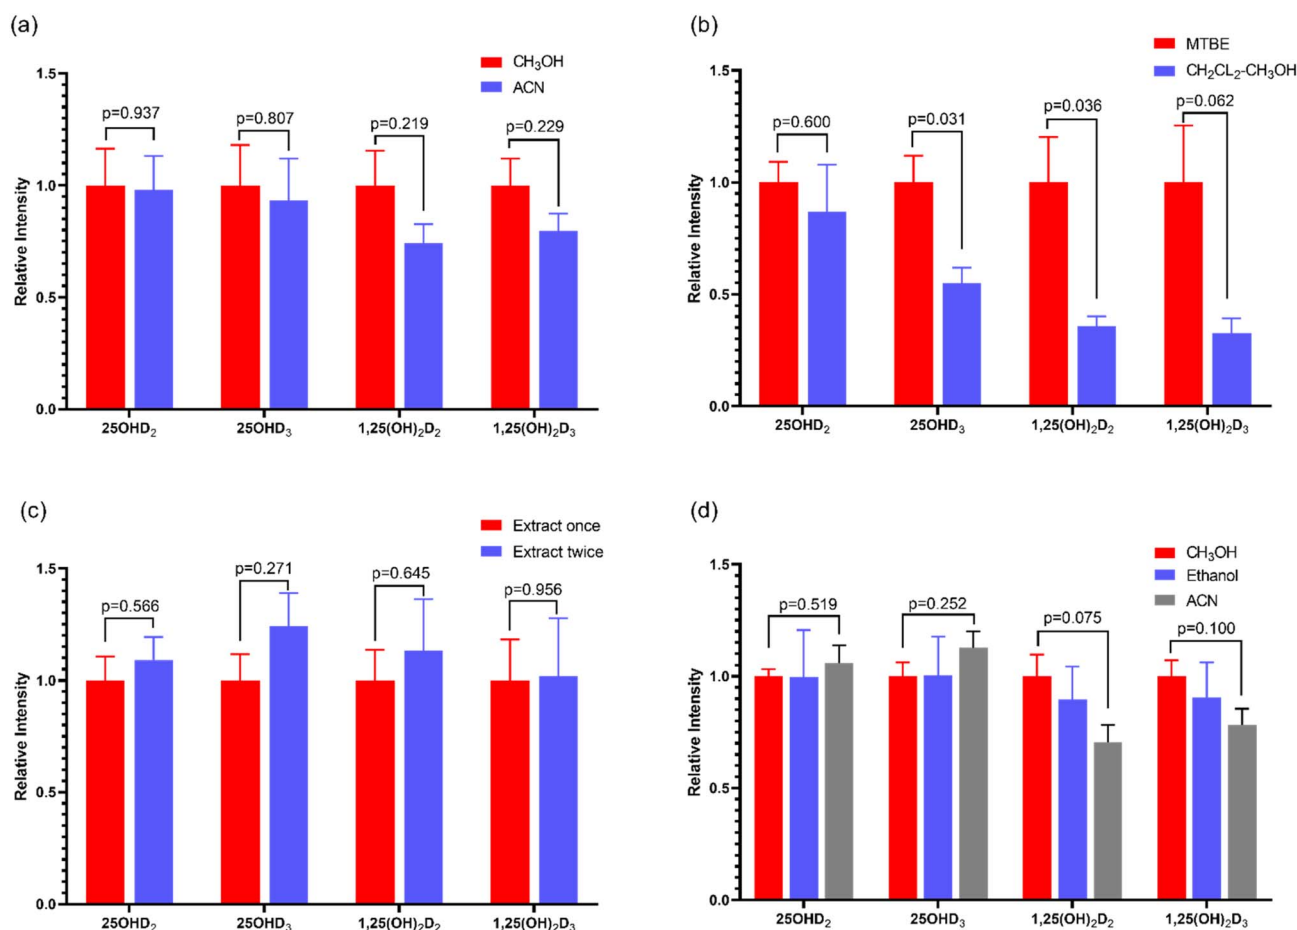 (a)
CH₃OH
ACN
1.5
1.0
0.5
0.0
Relative Intensity
p=0.937
p=0.807
p=0.219
p=0.229
25OHD₂
25OHD₃
1,25(OH)₂D₂
1,25(OH)₂D₃
(b)
MTBE
CH₂CL₂-CH₃OH
1.5
1.0
0.5
0.0
Relative Intensity
p=0.600
p=0.031
p=0.036
p=0.062
25OHD₂
25OHD₃
1,25(OH)₂D₂
1,25(OH)₂D₃
(c)
Extract once
Extract twice
1.5
1.0
0.5
0.0
Relative Intensity
p=0.566
p=0.271
p=0.645
p=0.956
25OHD₂
25OHD₃
1,25(OH)₂D₂
1,25(OH)₂D₃
(d)
CH₃OH
Ethanol
ACN
1.5
1.0
0.5
0.0
Relative Intensity
p=0.519
p=0.252
p=0.075
p=0.100
25OHD₂
25OHD₃
1,25(OH)₂D₂
1,25(OH)₂D₃